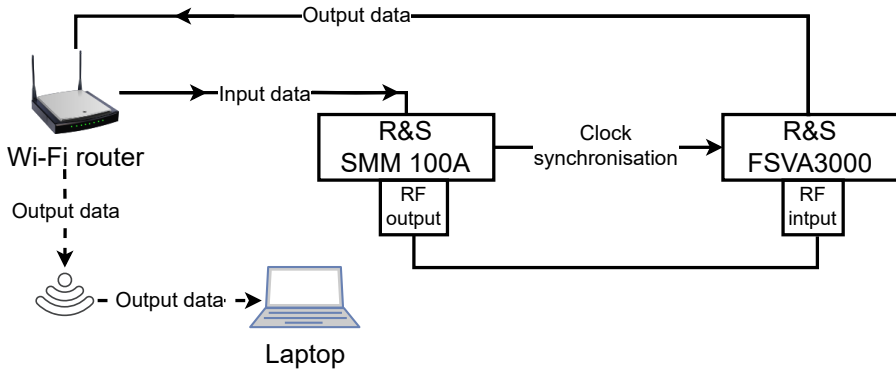 Output data
Input data
R&S
SMM 100A
Clock
synchronisation
R&S
FSVA3000
Wi-Fi router
RF
output
RF
intput
Output data
Output data
Laptop